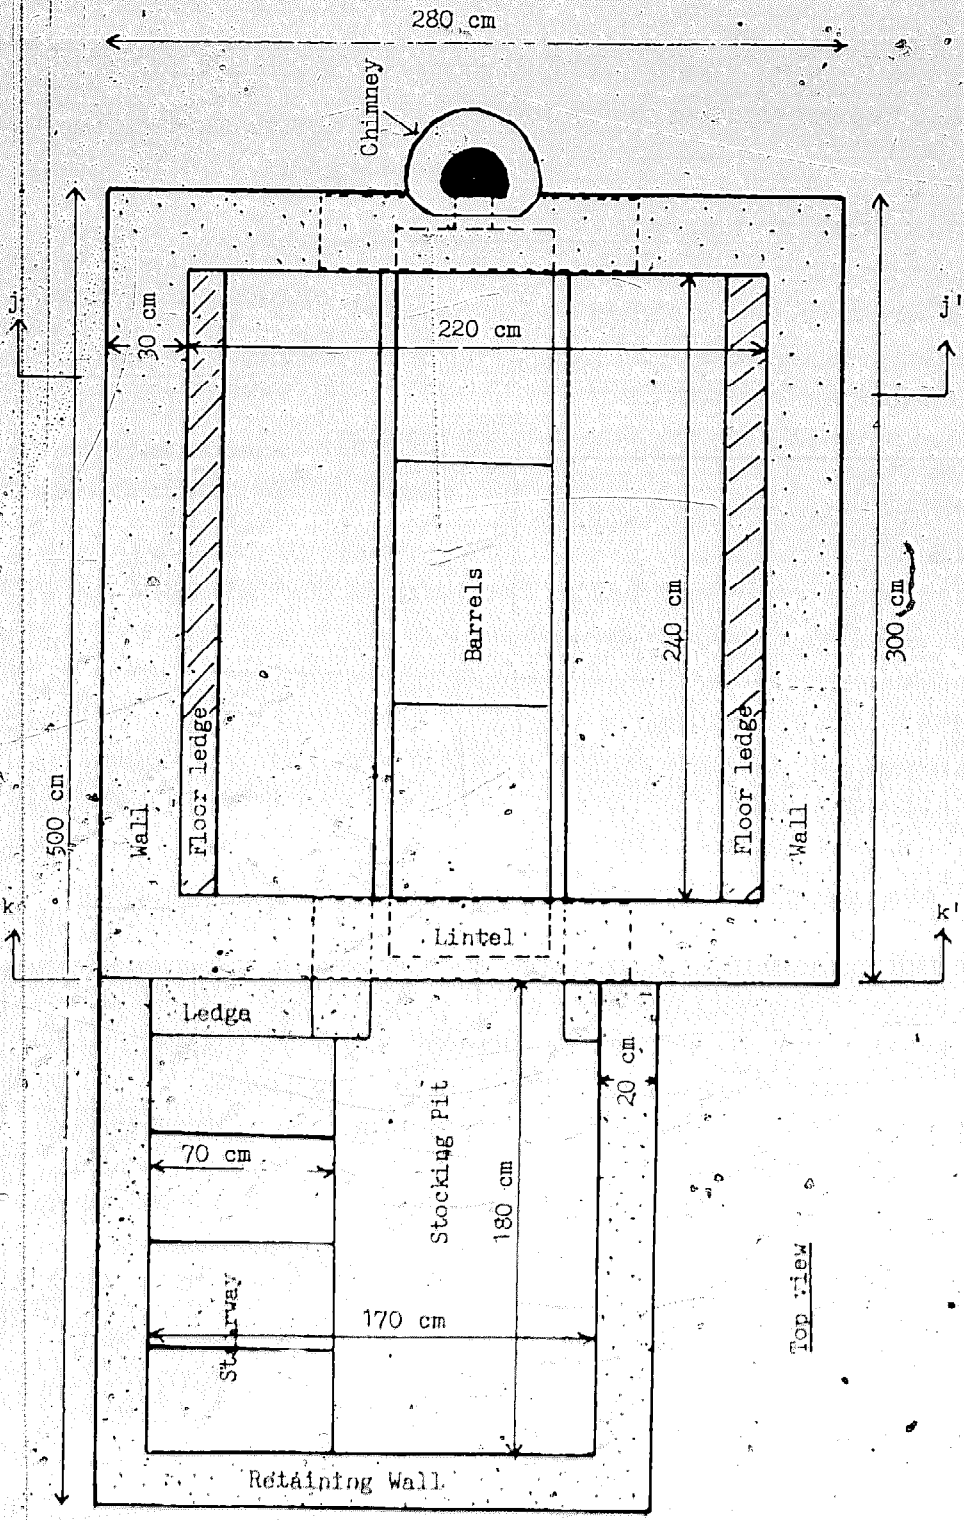 280 cm
Chimney
j
j'
30 cm
220 cm
Barrels
240 cm
300 cm
500 cm
Wall
Floor ledge
Floor ledge
Wall
k
k'
Lintel
Ledge
20 cm
70 cm
Stocking Pit
180 cm
Stairway
170 cm
Top view
Retaining Wall